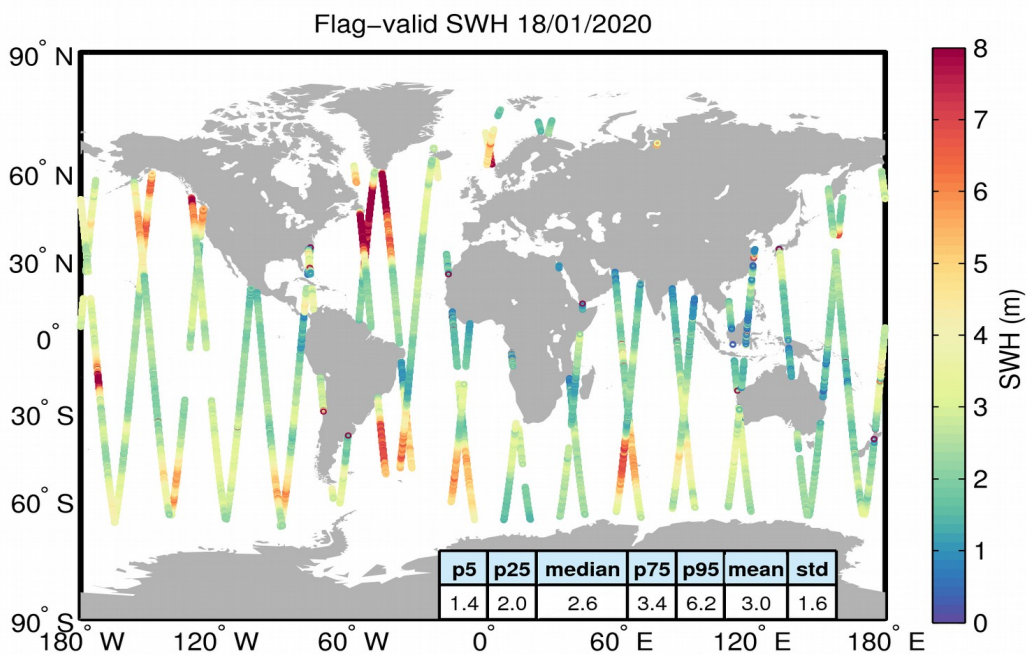 Flag−valid SWH 18/01/2020
90° N
60° N
30° N
0°
30° S
60° S
90° S
180° W 120° W 60° W 0° 60° E 120° E 180° E
p5 p25 median p75 p95 mean std
1.4 2.0 2.6 3.4 6.2 3.0 1.6
8
7
6
5
4
3
2
1
0
SWH (m)